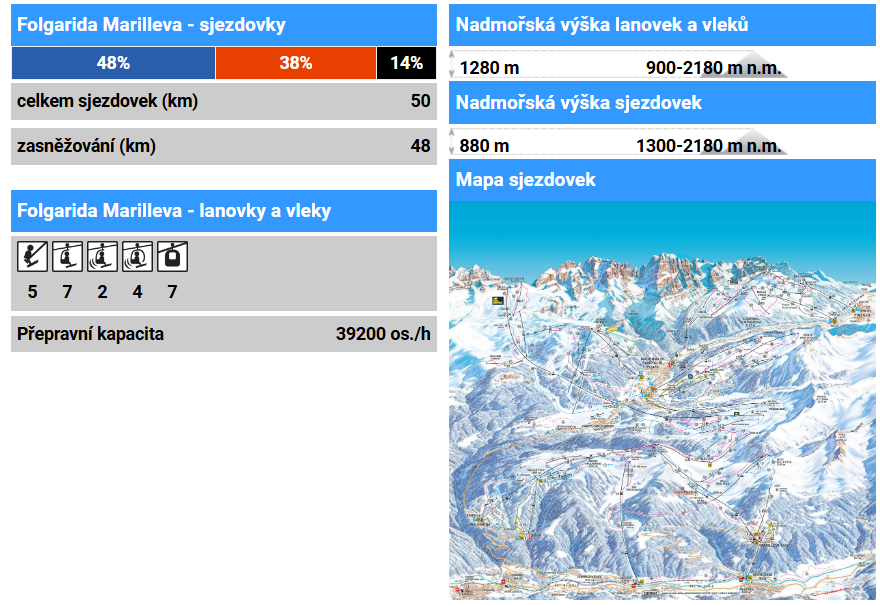 Folgarida Marilleva - sjezdovky
48% 38% 14%
celkem sjezdovek (km) 50
zasněžování (km) 48
Folgarida Marilleva - lanovky a vleky
5 7 2 4 7
Přepravní kapacita 39200 os./h
Nadmořská výška lanovek a vleků
1280 m 900-2180 m n.m.
Nadmořská výška sjezdovek
880 m 1300-2180 m n.m.
Mapa sjezdovek